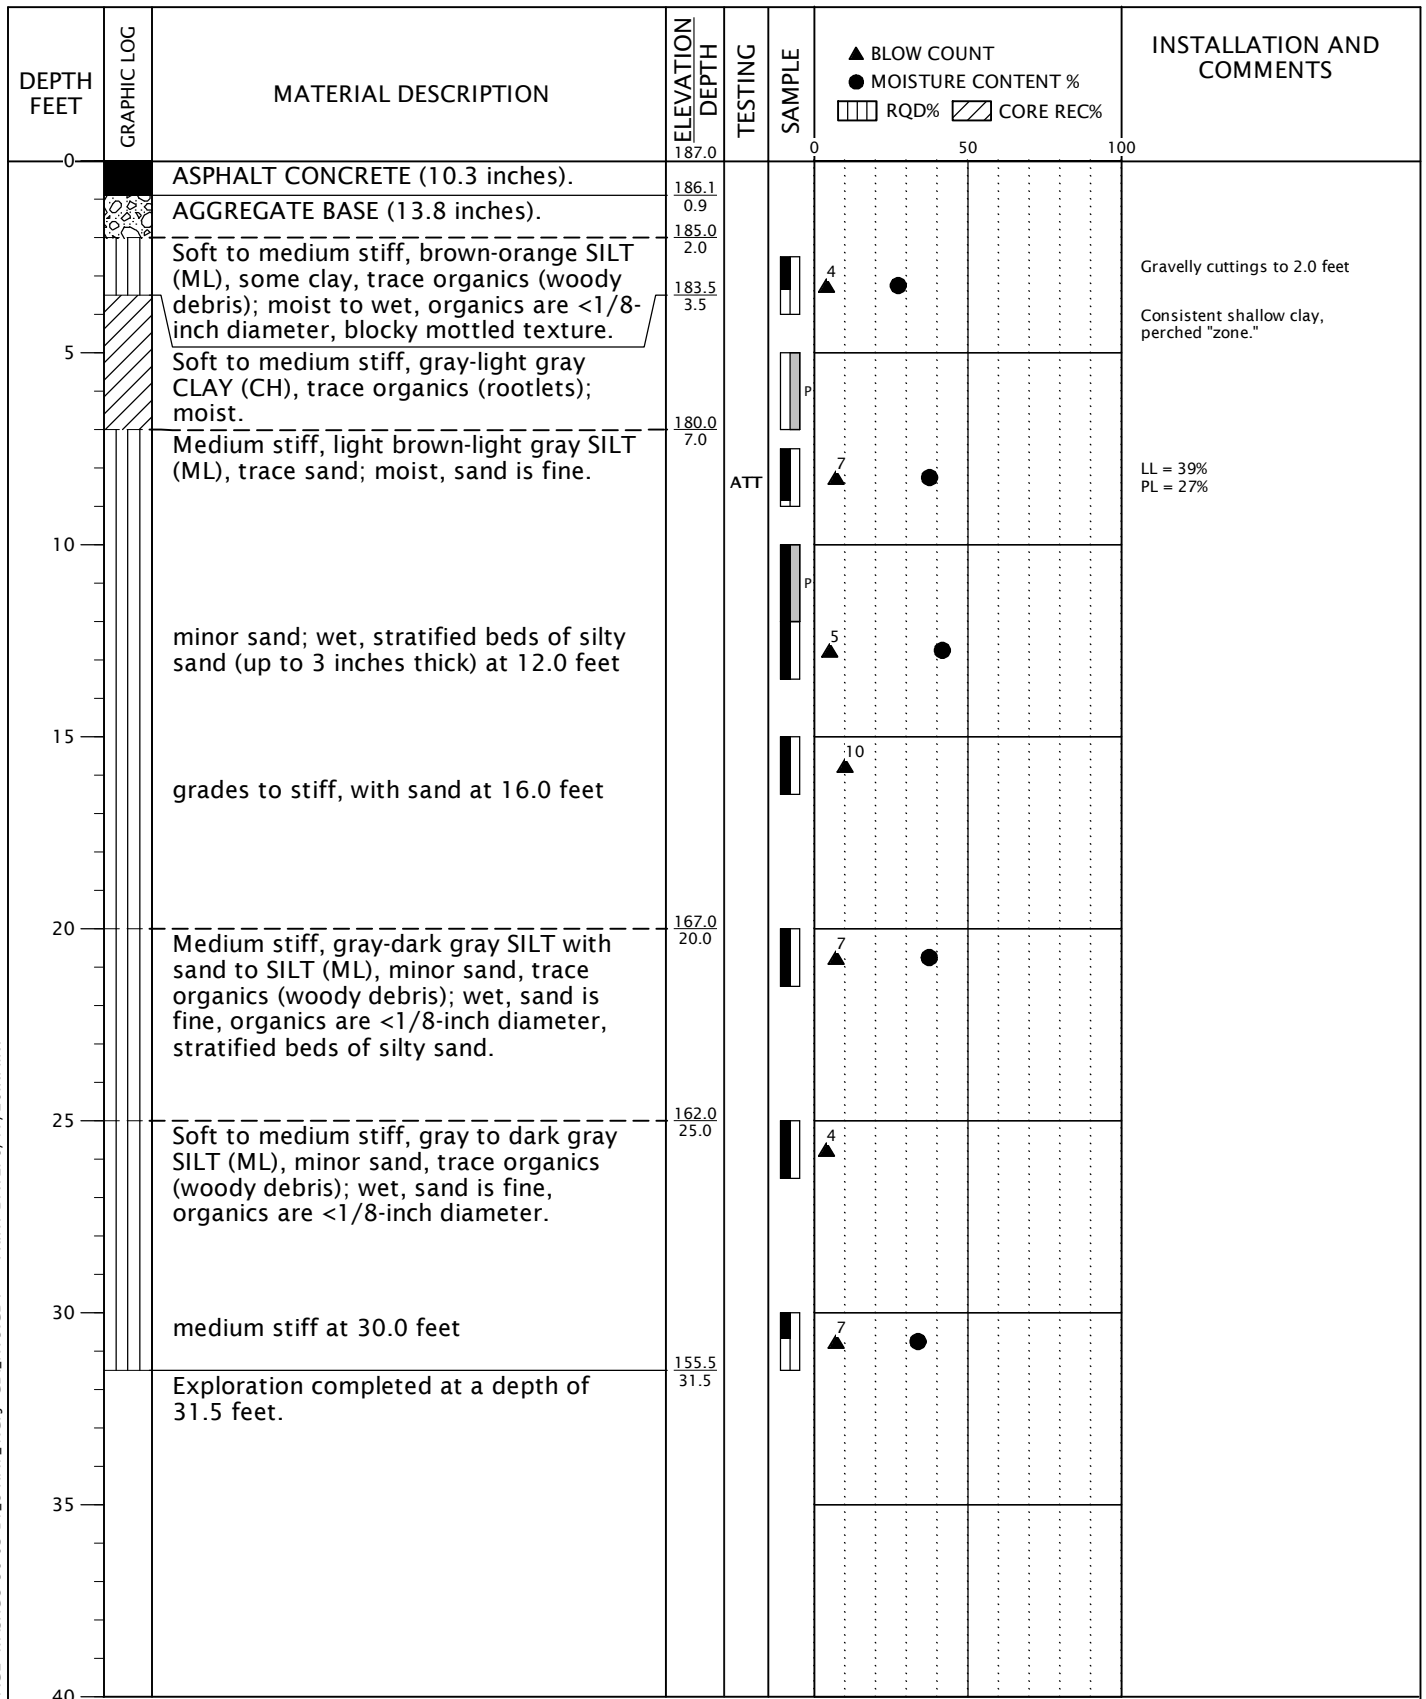 DEPTH
FEET
GRAPHIC LOG
MATERIAL DESCRIPTION
ELEVATION
DEPTH
TESTING
SAMPLE
▲ BLOW COUNT
● MOISTURE CONTENT %
RQD% CORE REC%
INSTALLATION AND
COMMENTS
0 50 100
0
187.0
ASPHALT CONCRETE (10.3 inches).
186.1
0.9
AGGREGATE BASE (13.8 inches).
185.0
2.0
Soft to medium stiff, brown-orange SILT
(ML), some clay, trace organics (woody
debris); moist to wet, organics are <1/8-
inch diameter, blocky mottled texture.
4
Gravelly cuttings to 2.0 feet
183.5
3.5
Consistent shallow clay,
perched "zone."
5
Soft to medium stiff, gray-light gray
CLAY (CH), trace organics (rootlets);
moist.
P
180.0
7.0
Medium stiff, light brown-light gray SILT
(ML), trace sand; moist, sand is fine.
ATT
7
LL = 39%
PL = 27%
10
P
minor sand; wet, stratified beds of silty
sand (up to 3 inches thick) at 12.0 feet
5
15
10
grades to stiff, with sand at 16.0 feet
20
167.0
20.0
Medium stiff, gray-dark gray SILT with
sand to SILT (ML), minor sand, trace
organics (woody debris); wet, sand is
fine, organics are <1/8-inch diameter,
stratified beds of silty sand.
7
25
162.0
25.0
Soft to medium stiff, gray to dark gray
SILT (ML), minor sand, trace organics
(woody debris); wet, sand is fine,
organics are <1/8-inch diameter.
4
30
medium stiff at 30.0 feet
7
155.5
31.5
Exploration completed at a depth of
31.5 feet.
35
40